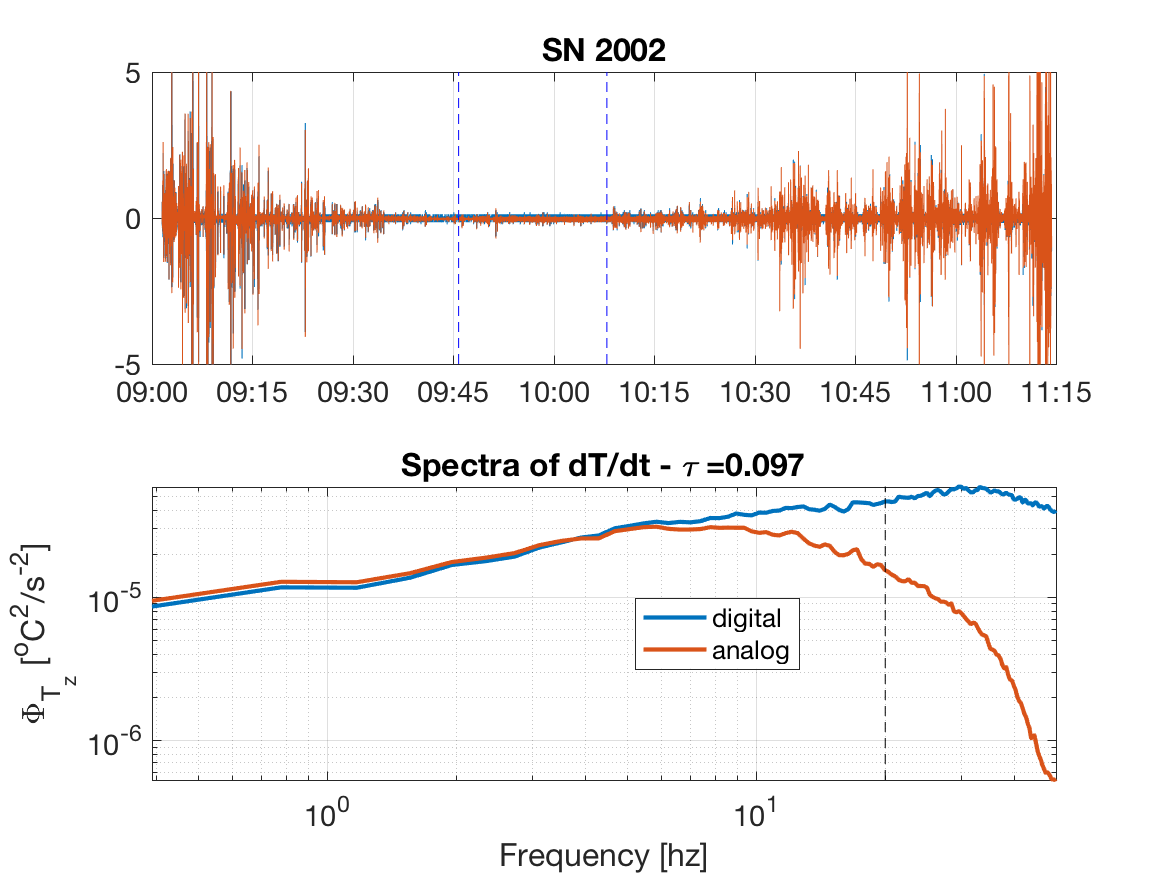 SN 2002
5
0
-5
09:00 09:15 09:30 09:45 10:00 10:15 10:30 10:45 11:00 11:15
Spectra of dT/dt - τ =0.097
Φ_T_z [°C²/s⁻²]
10⁻⁵
10⁻⁶
digital
analog
10⁰ 10¹
Frequency [hz]